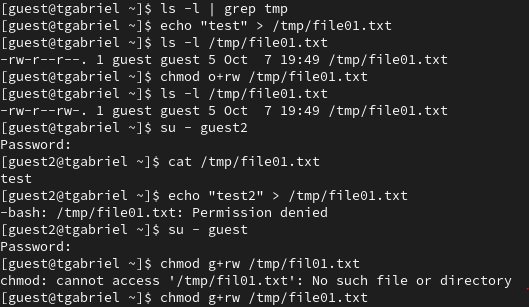 [guest@tgabriel ~]$ ls -l | grep tmp
[guest@tgabriel ~]$ echo "test" > /tmp/file01.txt
[guest@tgabriel ~]$ ls -l /tmp/file01.txt
-rw-r--r--. 1 guest guest 5 Oct  7 19:49 /tmp/file01.txt
[guest@tgabriel ~]$ chmod o+rw /tmp/file01.txt
[guest@tgabriel ~]$ ls -l /tmp/file01.txt
-rw-r--rw-. 1 guest guest 5 Oct  7 19:49 /tmp/file01.txt
[guest@tgabriel ~]$ su - guest2
Password:
[guest2@tgabriel ~]$ cat /tmp/file01.txt
test
[guest2@tgabriel ~]$ echo "test2" > /tmp/file01.txt
-bash: /tmp/file01.txt: Permission denied
[guest2@tgabriel ~]$ su - guest
Password:
[guest@tgabriel ~]$ chmod g+rw /tmp/fil01.txt
chmod: cannot access '/tmp/fil01.txt': No such file or directory
[guest@tgabriel ~]$ chmod g+rw /tmp/file01.txt